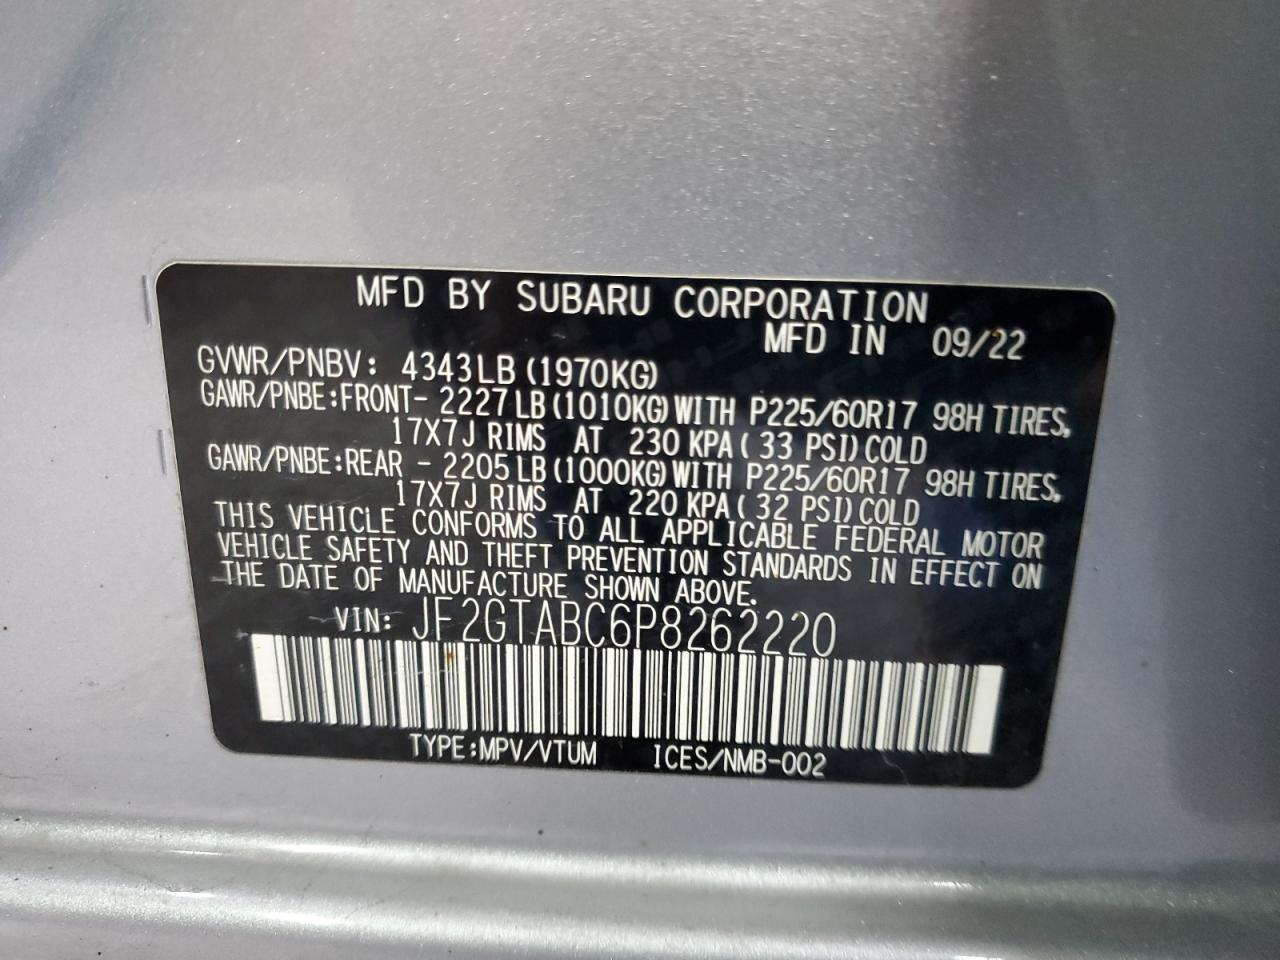 MFD BY SUBARU CORPORATION
MFD IN 09/22
GVWR/PNBV: 4343LB (1970KG)
GAWR/PNBE:FRONT- 2227LB(1010KG)WITH P225/60R17 98H TIRES,
17X7J RIMS AT 230 KPA( 33 PSI)COLD
GAWR/PNBE:REAR - 2205LB(1000KG)WITH P225/60R17 98H TIRES,
17X7J RIMS AT 220 KPA( 32 PSI)COLD
THIS VEHICLE CONFORMS TO ALL APPLICABLE FEDERAL MOTOR
VEHICLE SAFETY AND THEFT PREVENTION STANDARDS IN EFFECT ON
THE DATE OF MANUFACTURE SHOWN ABOVE.
VIN: JF2GTABC6P8262220
TYPE:MPV/VTUM ICES/NMB-002